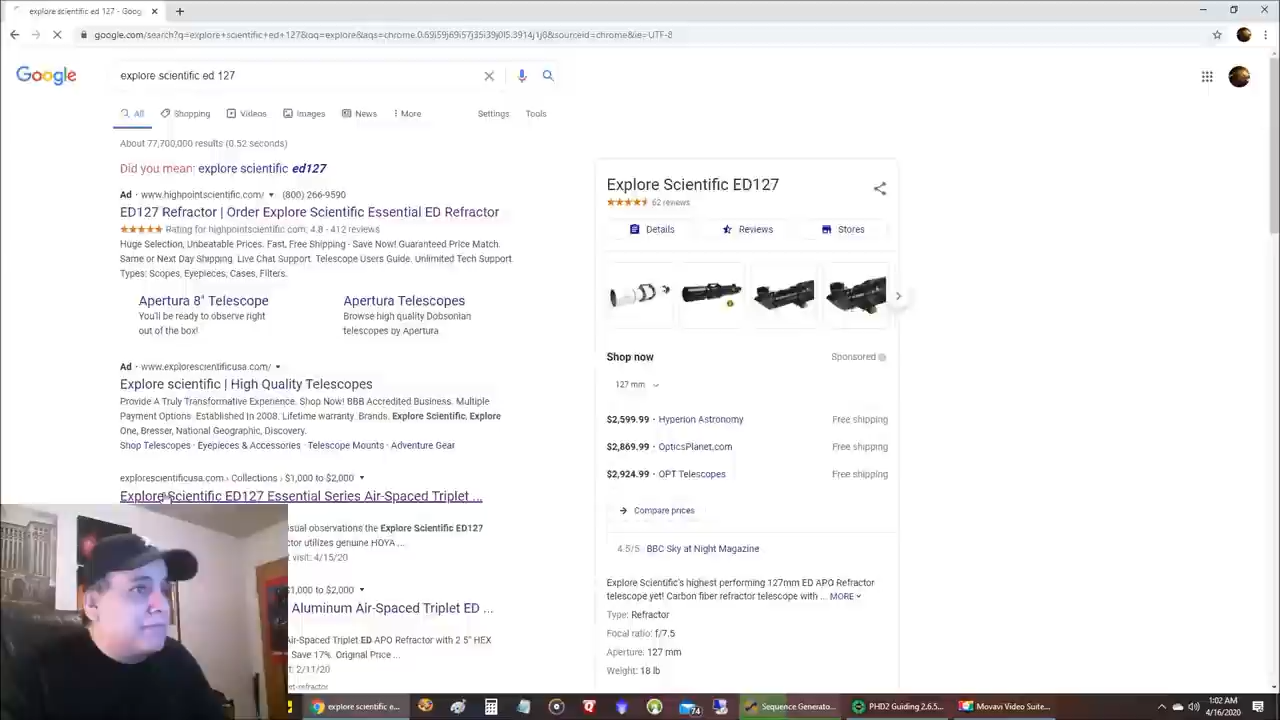 explore scientific ed 127 - Goog
google.com/search?q=explore+scientific+ed+127&oq=explore&aqs=chrome.0.69i59j69i57j35i39j0l5.3914j1j8&sourceid=chrome&ie=UTF-8
Google
explore scientific ed 127
All
Shopping
Videos
Images
News
More
Settings
Tools
About 77,700,000 results (0.52 seconds)
Did you mean: explore scientific ed127
Ad · www.highpointscientific.com/ (800) 266-9590
ED127 Refractor | Order Explore Scientific Essential ED Refractor
Rating for highpointscientific.com: 4.8 - 412 reviews
Huge Selection, Unbeatable Prices. Fast, Free Shipping - Save Now! Guaranteed Price Match.
Same or Next Day Shipping. Live Chat Support. Telescope Users Guide. Unlimited Tech Support.
Types: Scopes, Eyepieces, Cases, Filters.
Apertura 8" Telescope
You'll be ready to observe right
out of the box!
Apertura Telescopes
Browse high quality Dobsonian
telescopes by Apertura
Ad · www.explorescientificusa.com/
Explore scientific | High Quality Telescopes
Provide A Truly Transformative Experience. Shop Now! BBB Accredited Business. Multiple
Payment Options. Established In 2008. Lifetime warranty. Brands. Explore Scientific, Explore
One, Bresser, National Geographic, Discovery.
Shop Telescopes · Eyepieces & Accessories · Telescope Mounts · Adventure Gear
explorescientificusa.com › Collections › $1,000 to $2,000
Explore Scientific ED127 Essential Series Air-Spaced Triplet ...
isual observations the Explore Scientific ED127
ctor utilizes genuine HOYA ...
t visit: 4/15/20
$1,000 to $2,000
Aluminum Air-Spaced Triplet ED ...
Air-Spaced Triplet ED APO Refractor with 2 5" HEX
Save 17%. Original Price ...
t: 2/11/20
et-refractor
Explore Scientific ED127
62 reviews
Details
Reviews
Stores
Shop now
Sponsored
127 mm
$2,599.99 · Hyperion Astronomy Free shipping
$2,869.99 · OpticsPlanet.com Free shipping
$2,924.99 · OPT Telescopes Free shipping
Compare prices
4.5/5 BBC Sky at Night Magazine
Explore Scientific's highest performing 127mm ED APO Refractor
telescope yet! Carbon fiber refractor telescope with ... MORE
Type: Refractor
Focal ratio: f/7.5
Aperture: 127 mm
Weight: 18 lb
explore scientific e...
74
Sequence Generato...
PHD2 Guiding 2.6.5...
Movavi Video Suite...
1:02 AM
4/16/2020